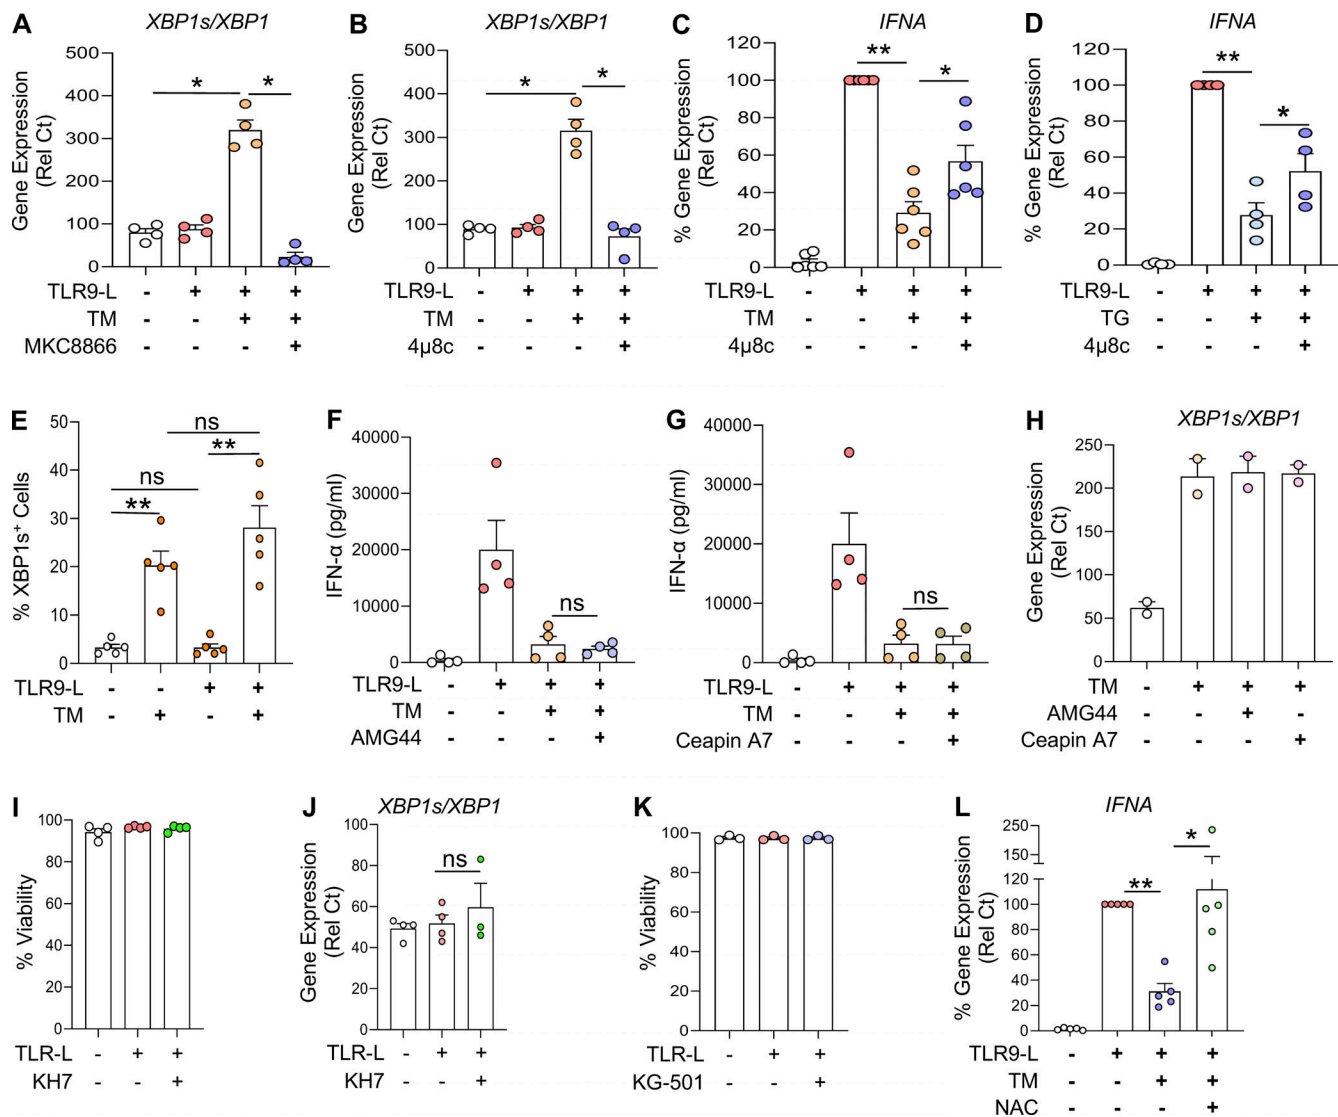 A
XBP1s/XBP1
Gene Expression
(Rel Ct)
500
400
300
200
100
0
* *
TLR9-L - + + +
TM - - + +
MKC8866 - - - +
B
XBP1s/XBP1
Gene Expression
(Rel Ct)
500
400
300
200
100
0
* *
TLR9-L - + + +
TM - - + +
4µ8c - - - +
C
IFNA
% Gene Expression
(Rel Ct)
120
100
80
60
40
20
0
** *
TLR9-L - + + +
TM - - + +
4µ8c - - - +
D
IFNA
% Gene Expression
(Rel Ct)
120
100
80
60
40
20
0
** *
TLR9-L - + + +
TG - - + +
4µ8c - - - +
E
% XBP1s+ Cells
50
40
30
20
10
0
ns
**
ns
**
TLR9-L - - + +
TM - + - +
F
IFN-α (pg/ml)
40000
30000
20000
10000
0
ns
TLR9-L - + + +
TM - - + +
AMG44 - - - +
G
IFN-α (pg/ml)
40000
30000
20000
10000
0
ns
TLR9-L - + + +
TM - - + +
Ceapin A7 - - - +
H
XBP1s/XBP1
Gene Expression
(Rel Ct)
250
200
150
100
50
0
TM - + + +
AMG44 - - + -
Ceapin A7 - - - +
I
% Viability
100
80
60
40
20
0
TLR-L - + +
KH7 - - +
J
XBP1s/XBP1
Gene Expression
(Rel Ct)
100
80
60
40
20
0
ns
TLR-L - + +
KH7 - - +
K
% Viability
100
80
60
40
20
0
TLR-L - + +
KG-501 - - +
L
IFNA
% Gene Expression
(Rel Ct)
250
150
50
120
100
80
60
40
20
0
** *
TLR9-L - + + +
TM - - + +
NAC - - - +